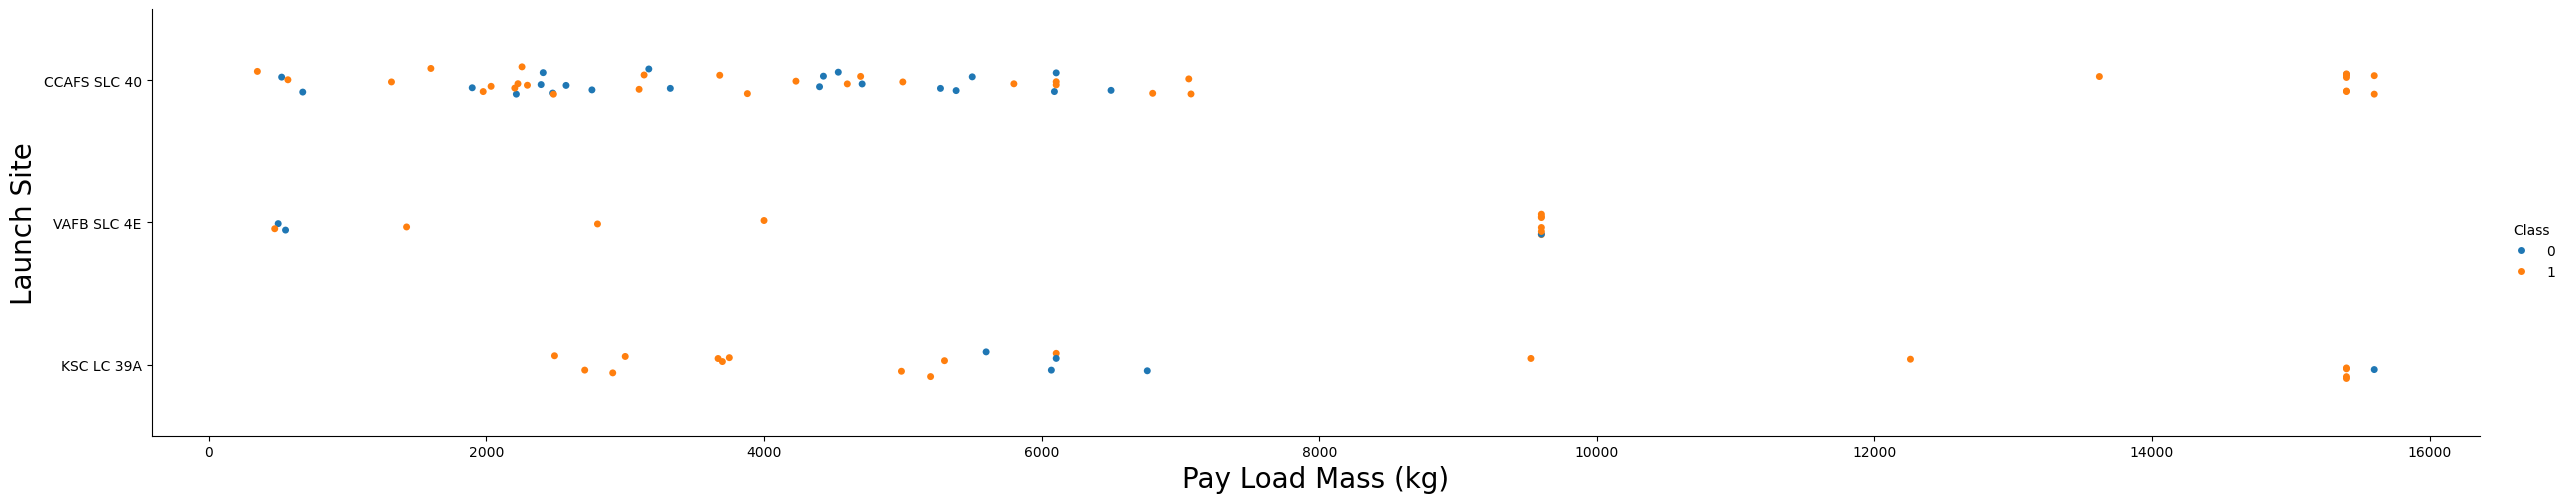 Launch Site
CCAFS SLC 40
VAFB SLC 4E
KSC LC 39A
0 2000 4000 6000 8000 10000 12000 14000 16000
Pay Load Mass (kg)
Class
0
1